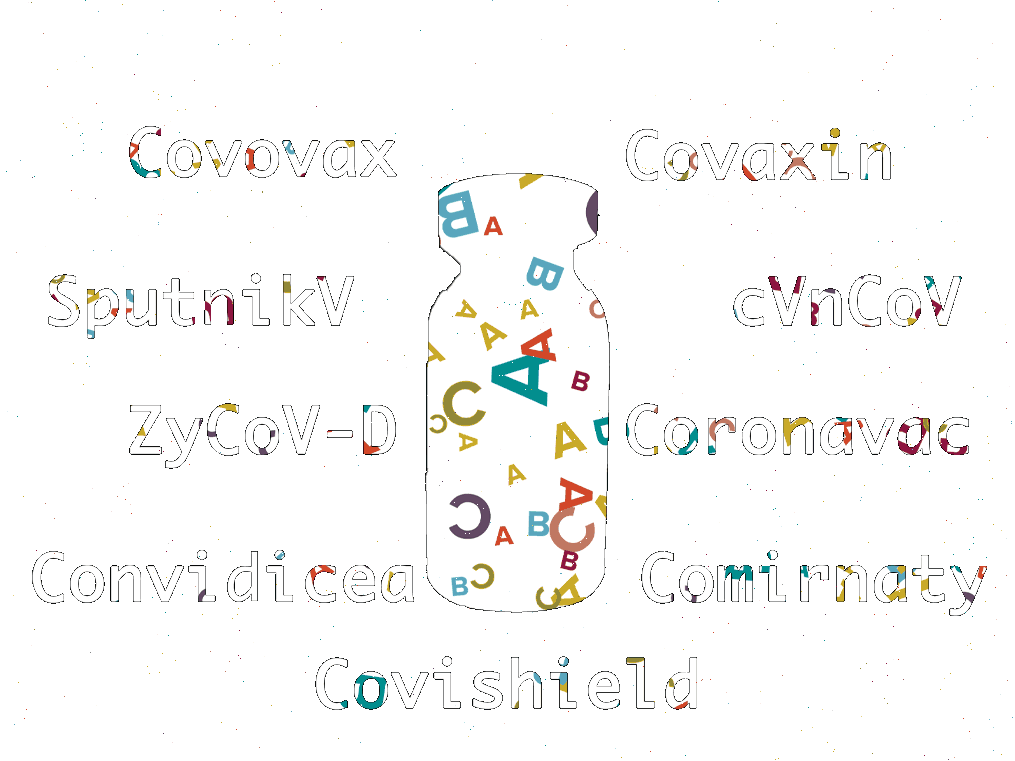 Covovax Covaxin
SputnikV cVnCoV
ZyCoV-D Coronavac
Convidicea Comirnaty
Covishield
B A
B
A A A C
A A
A B
C C A
A D
A
C A B A C
B
B C C A